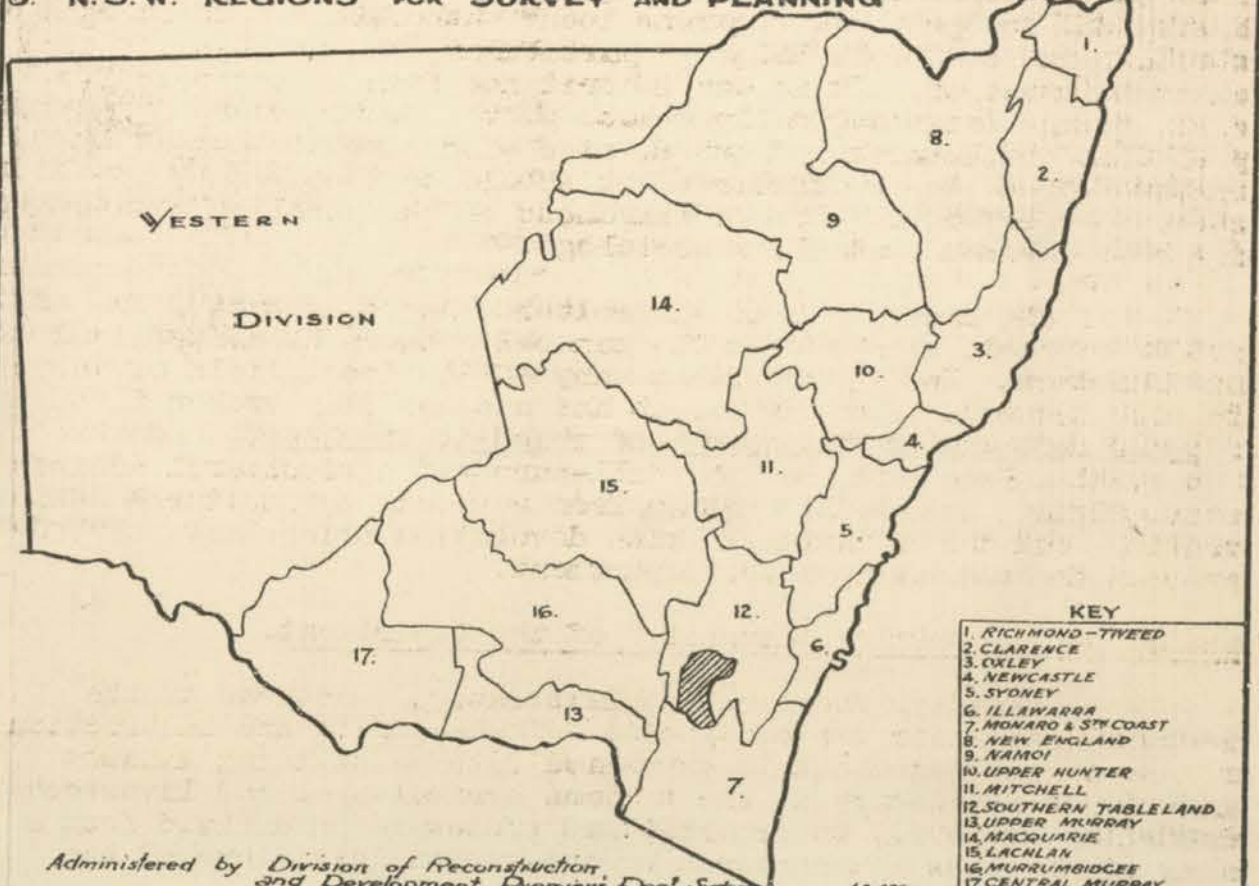 N.S.W. REGIONS FOR SURVEY AND PLANNING
WESTERN
DIVISION
1.
2.
3.
4.
5.
6.
7.
8.
9
10.
11.
12.
13
14.
15.
16.
17.
KEY
1. RICHMOND-TWEED
2. CLARENCE
3. OXLEY
4. NEWCASTLE
5. SYDNEY
6. ILLAWARRA
7. MONARO & STH COAST
8. NEW ENGLAND
9. NAMOI
10. UPPER HUNTER
11. MITCHELL
12. SOUTHERN TABLELAND.
13. UPPER MURRAY
14. MACQUARIE
15. LACHLAN
16. MURRUMBIDGEE
17. CENTRAL MURRAY
Administered by Division of Reconstruction
and Development, Premier's Dept.